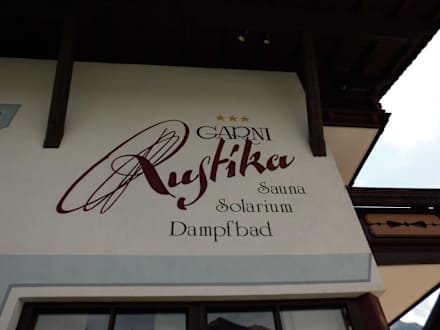 GARNI
Rustika
Sauna
Solarium
Dampfbad